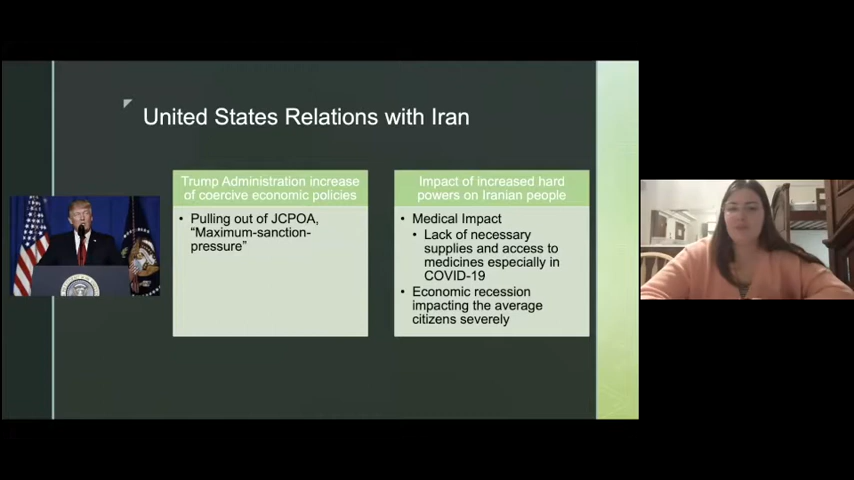 United States Relations with Iran
Trump Administration increase
of coercive economic policies
• Pulling out of JCPOA,
“Maximum-sanction-
pressure”
Impact of increased hard
powers on Iranian people
• Medical Impact
• Lack of necessary
supplies and access to
medicines especially in
COVID-19
• Economic recession
impacting the average
citizens severely